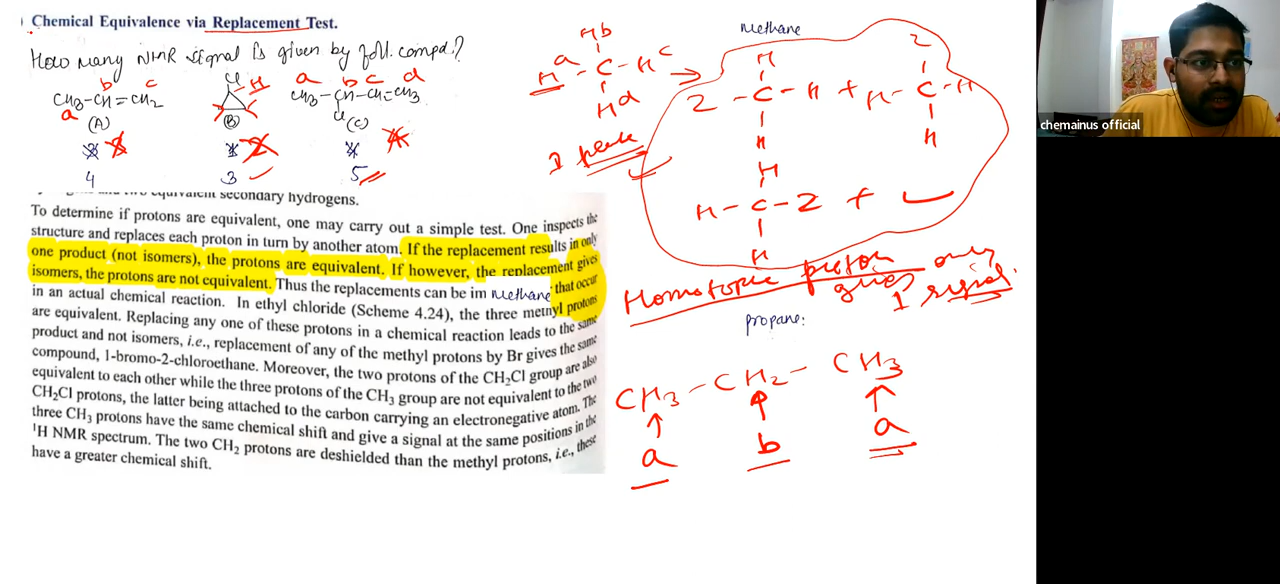 ) Chemical Equivalence via Replacement Test.
How many NMR signal is given by foll. compd.?
b c
CH3-CH=CH2
a
(A)
4
Cl H
(B)
2
3
a b c d
CH3-CH-CH=CH3
Cl (C)
5
equivalent secondary hydrogens.
To determine if protons are equivalent, one may carry out a simple test. One inspects the
structure and replaces each proton in turn by another atom. If the replacement results in only
one product (not isomers), the protons are equivalent. If however, the replacement gives
isomers, the protons are not equivalent. Thus the replacements can be im methane that occur
in an actual chemical reaction. In ethyl chloride (Scheme 4.24), the three methyl protons
are equivalent. Replacing any one of these protons in a chemical reaction leads to the same
product and not isomers, i.e., replacement of any of the methyl protons by Br gives the same
compound, 1-bromo-2-chloroethane. Moreover, the two protons of the CH2Cl group are also
equivalent to each other while the three protons of the CH3 group are not equivalent to the two
CH2Cl protons, the latter being attached to the carbon carrying an electronegative atom. The
three CH3 protons have the same chemical shift and give a signal at the same positions in the
1H NMR spectrum. The two CH2 protons are deshielded than the methyl protons, i.e., these
have a greater chemical shift.
Hb
Ha - C - Hc
Hd
1 peak
methane
H
Z - C - H + H - C - H
H
H
H - C - Z +
H
Homotopic proton gives only
1 signal.
propane:
CH3 - CH2 - CH3
a b a
chemainus official